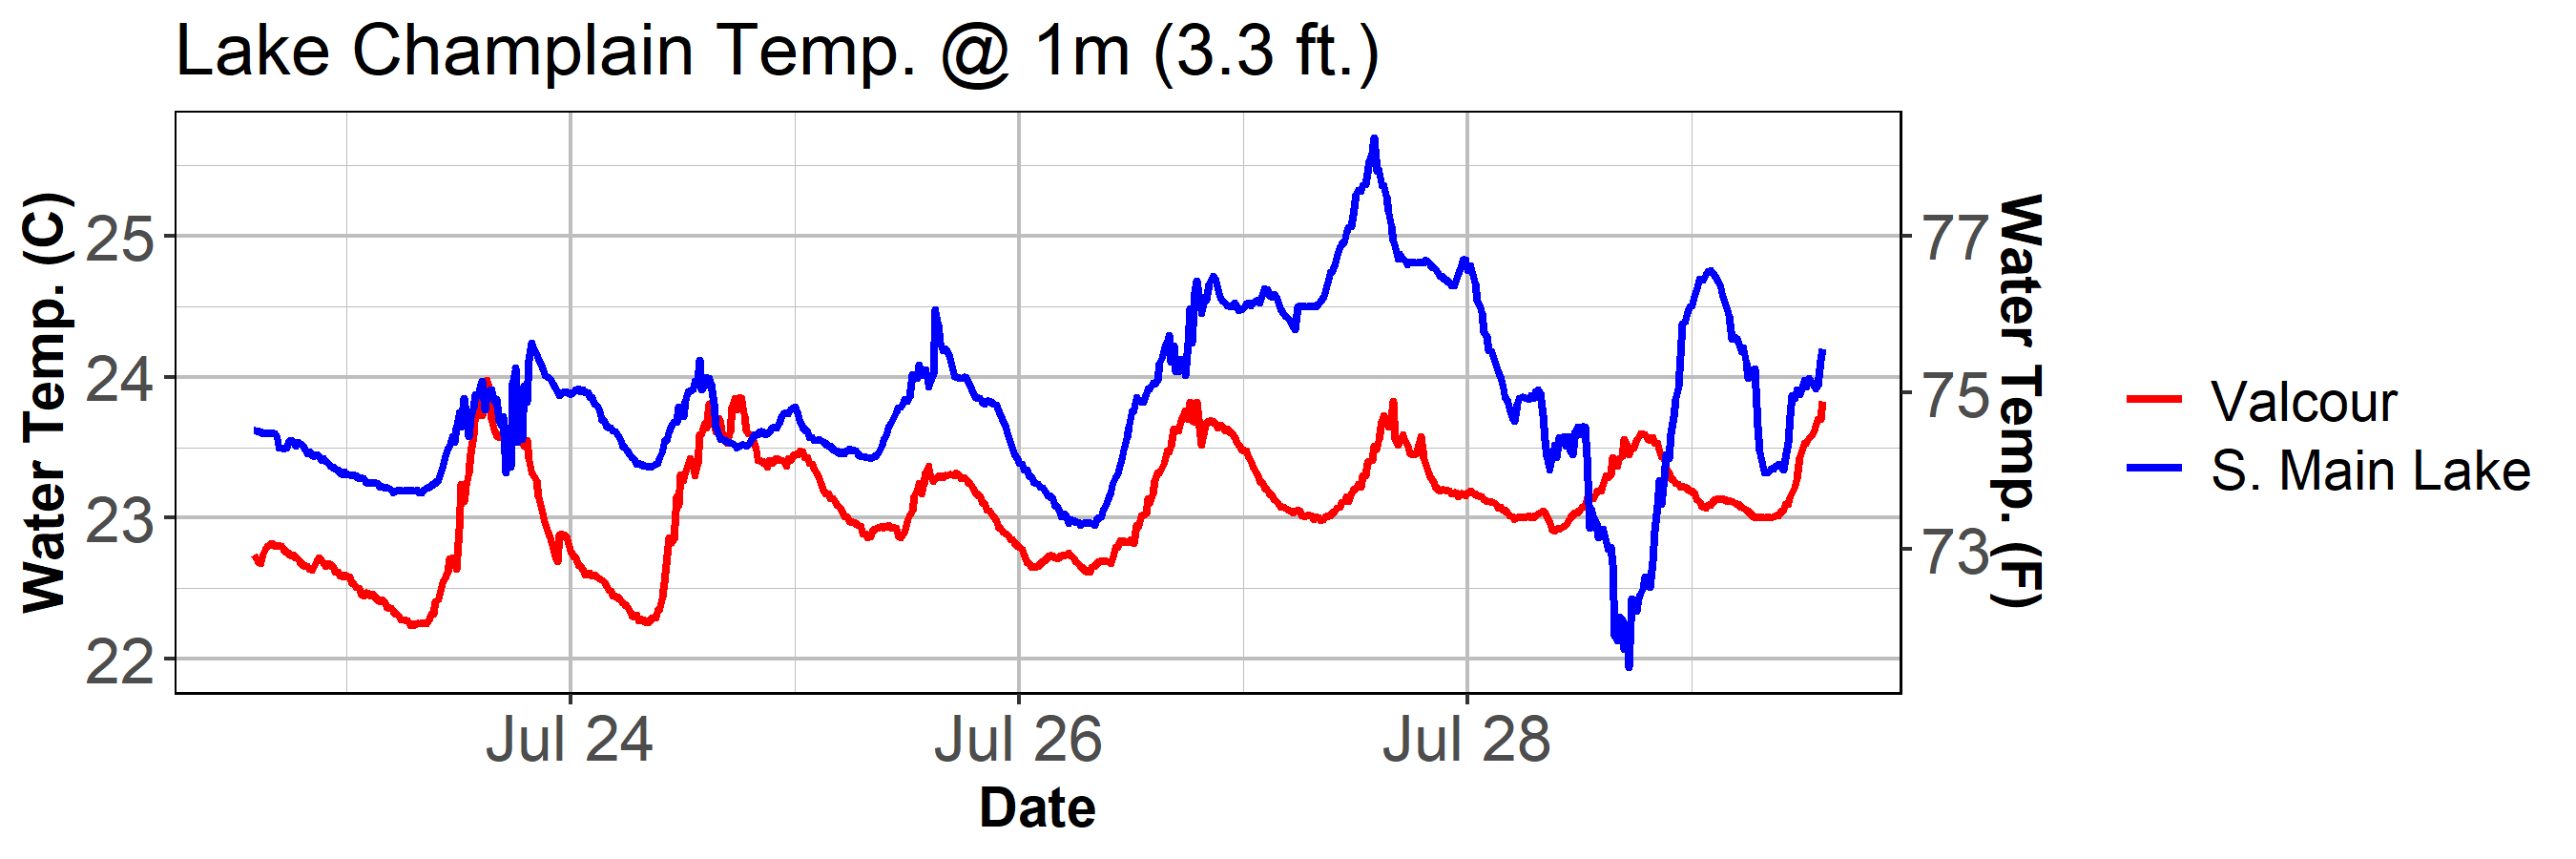 Lake Champlain Temp. @ 1m (3.3 ft.)
Water Temp. (C)
25
24
23
22
77
75
73
Water Temp. (F)
Jul 24
Jul 26
Jul 28
Date
Valcour
S. Main Lake